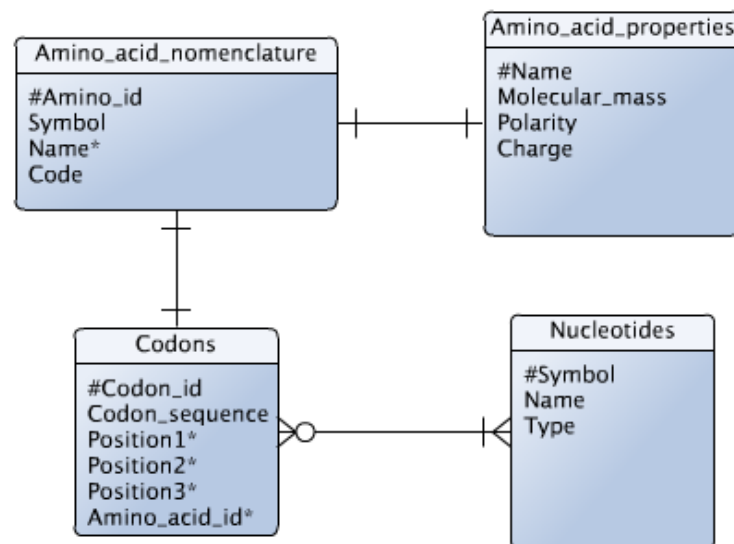 Amino_acid_nomenclature
#Amino_id
Symbol
Name*
Code
Amino_acid_properties
#Name
Molecular_mass
Polarity
Charge
Codons
#Codon_id
Codon_sequence
Position1*
Position2*
Position3*
Amino_acid_id*
Nucleotides
#Symbol
Name
Type